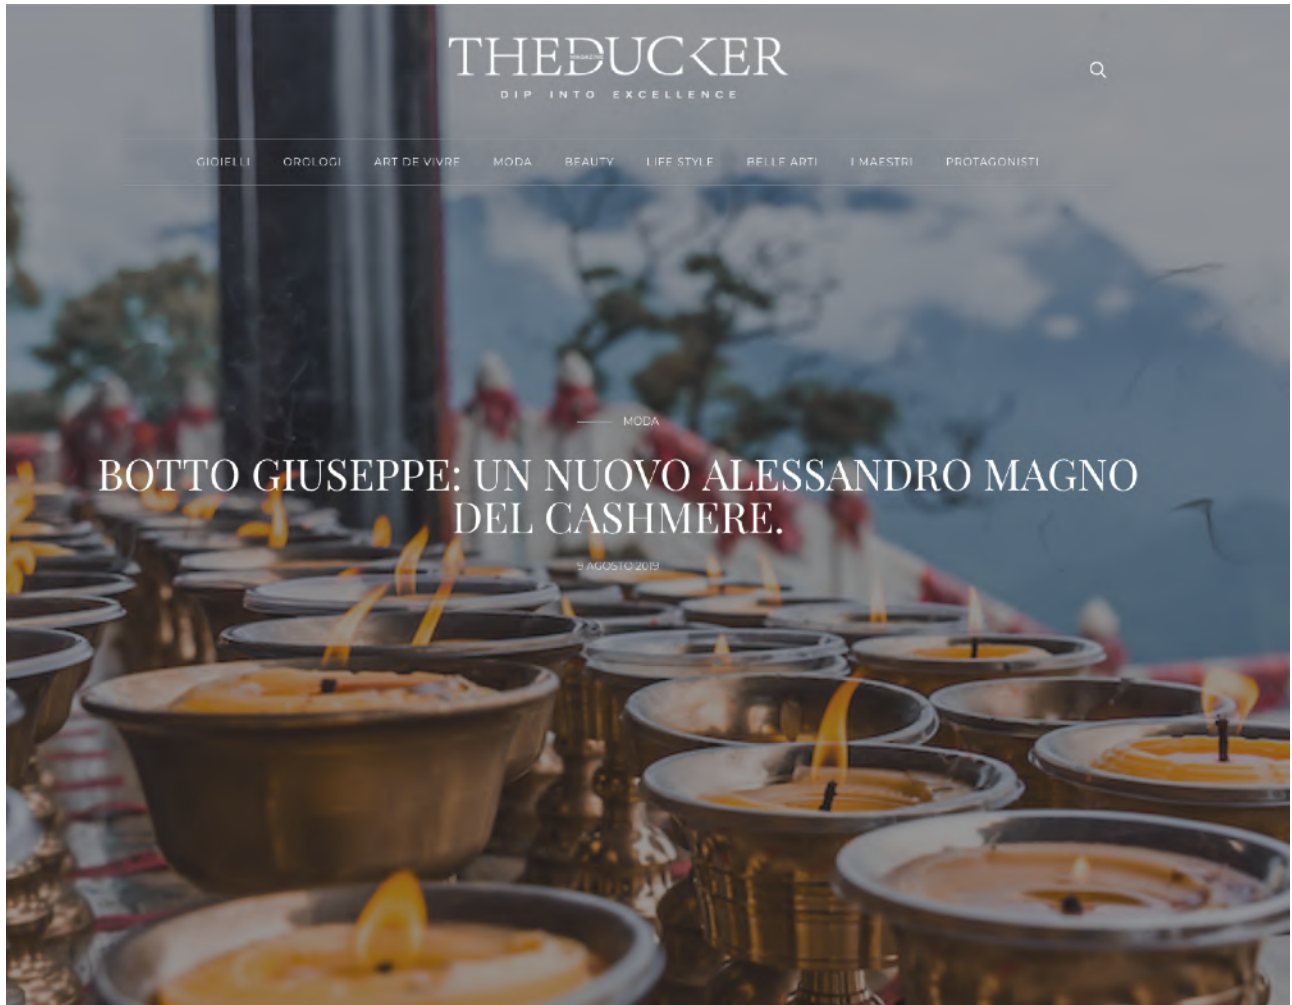 THEDUCKER
MAGAZINE
DIP INTO EXCELLENCE
GIOIELLI OROLOGI ART DE VIVRE MODA BEAUTY LIFE STYLE BELLE ARTI I MAESTRI PROTAGONISTI
MODA
BOTTO GIUSEPPE: UN NUOVO ALESSANDRO MAGNO
DEL CASHMERE.
9 AGOSTO 2019